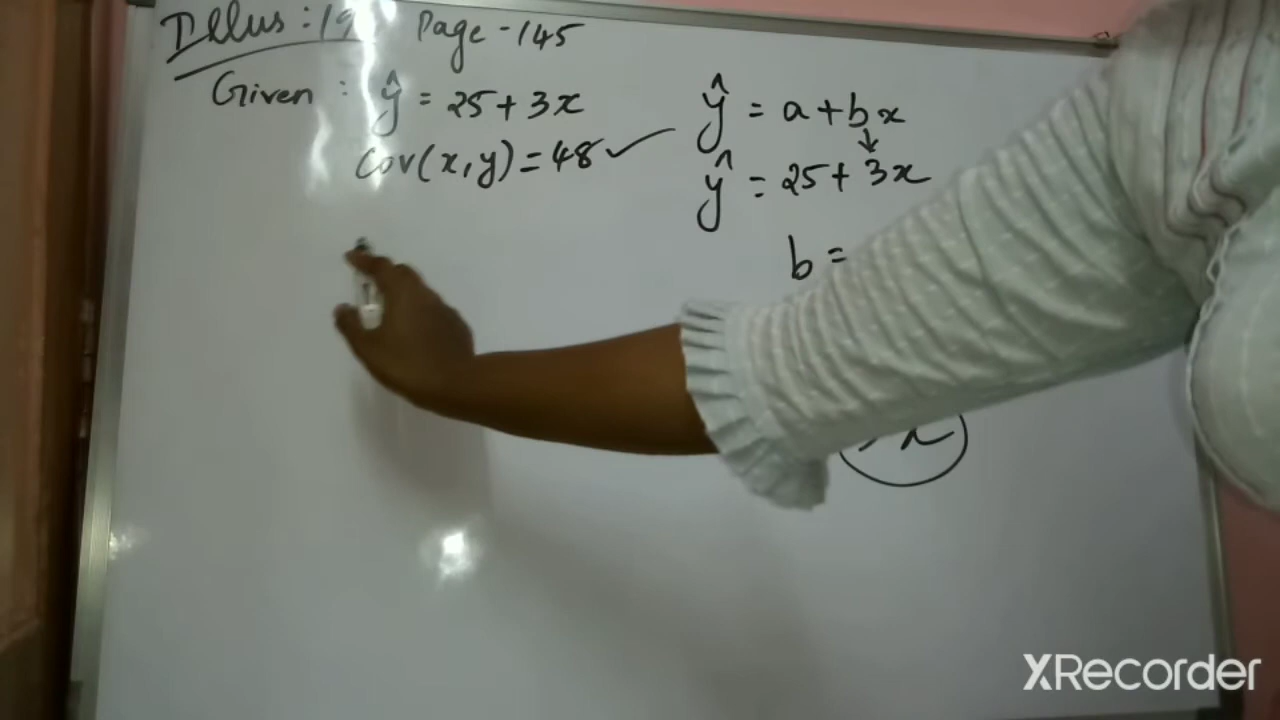 Illus: 19 Page - 145
Given : ŷ = 25 + 3x
Cov(x,y) = 48 ✓
ŷ = a + bx
↓
ŷ = 25 + 3x
b =
x
XRecorder